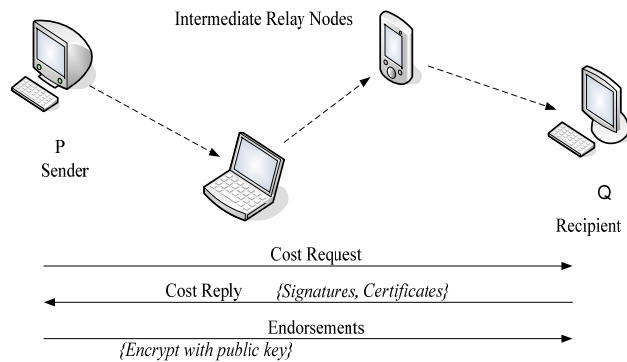 Intermediate Relay Nodes
P
Sender
Q
Recipient
Cost Request
Cost Reply {Signatures, Certificates}
Endorsements
{Encrypt with public key}